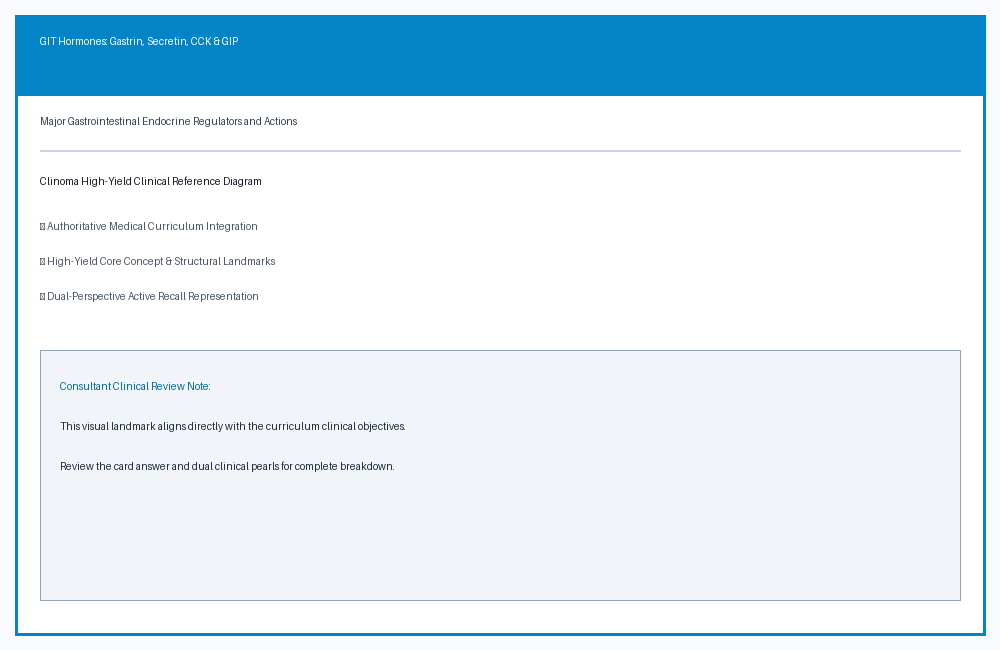 GIT Hormones: Gastrin, Secretin, CCK & GIP
Major Gastrointestinal Endocrine Regulators and Actions
Clinoma High-Yield Clinical Reference Diagram
Authoritative Medical Curriculum Integration
High-Yield Core Concept & Structural Landmarks
Dual-Perspective Active Recall Representation
Consultant Clinical Review Note:
This visual landmark aligns directly with the curriculum clinical objectives.
Review the card answer and dual clinical pearls for complete breakdown.